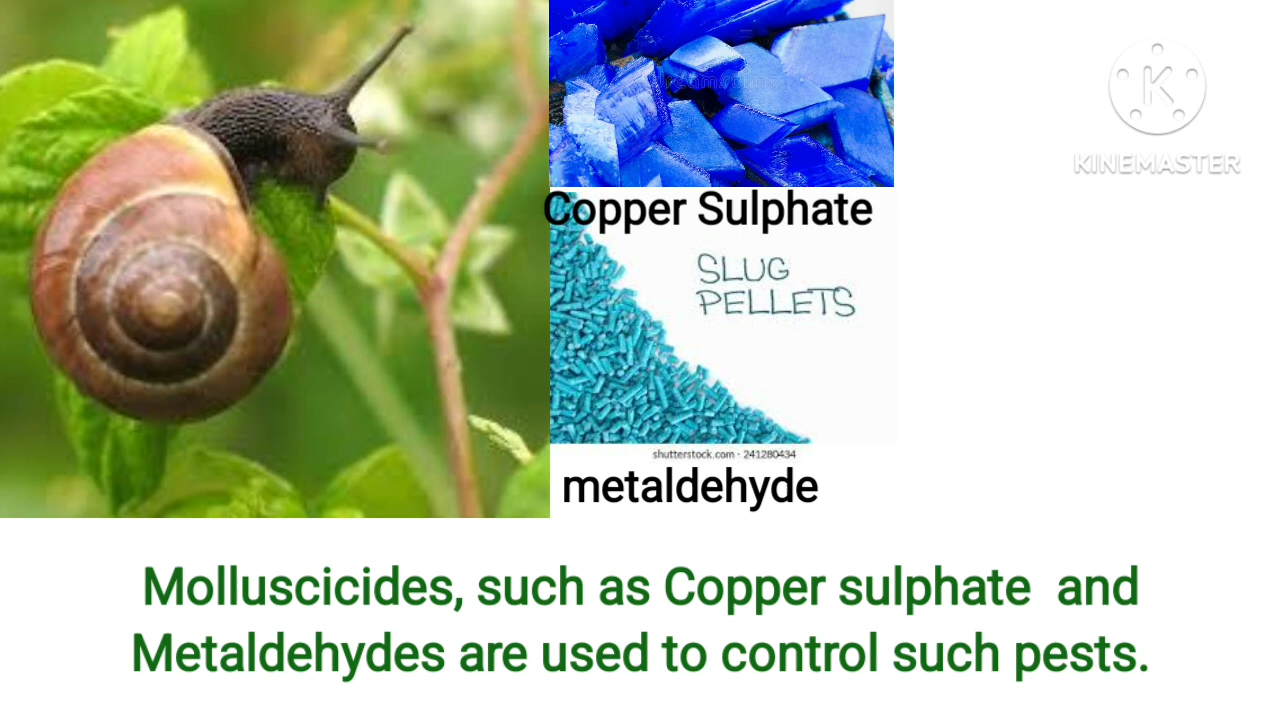 K
KINEMASTER
Copper Sulphate
SLUG
PELLETS
shutterstock.com · 241280434
metaldehyde
Molluscicides, such as Copper sulphate and
Metaldehydes are used to control such pests.